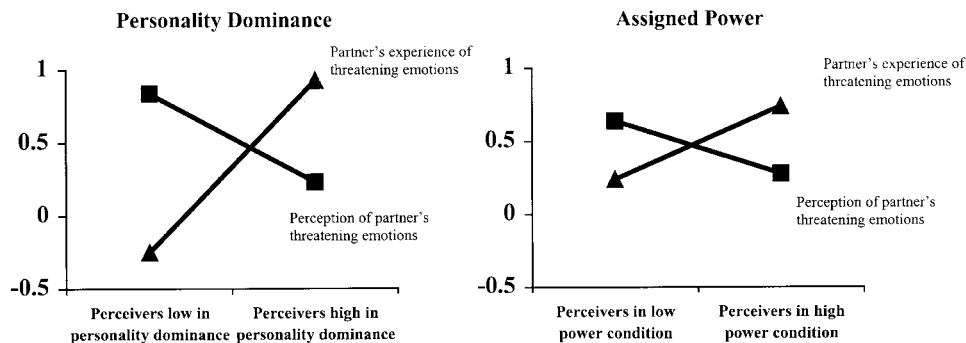 Personality Dominance
Partner's experience of
threatening emotions
1
0.5
0
-0.5
Perception of partner's
threatening emotions
Perceivers low in
personality dominance
Perceivers high in
personality dominance
Assigned Power
Partner's experience of
threatening emotions
1
0.5
0
-0.5
Perception of partner's
threatening emotions
Perceivers in low
power condition
Perceivers in high
power condition